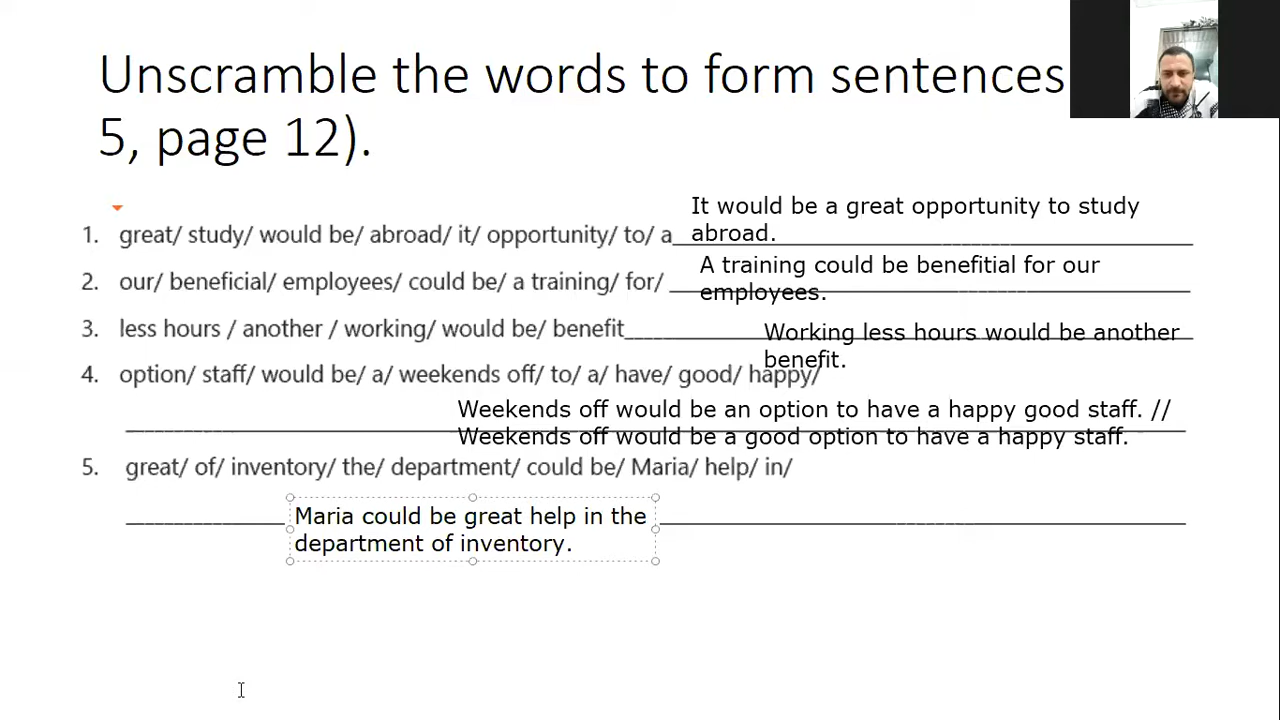 Unscramble the words to form sentences
5, page 12).
1. great/ study/ would be/ abroad/ it/ opportunity/ to/ a
It would be a great opportunity to study
abroad.
2. our/ beneficial/ employees/ could be/ a training/ for/
A training could be benefitial for our
employees.
3. less hours / another / working/ would be/ benefit
Working less hours would be another
benefit.
4. option/ staff/ would be/ a/ weekends off/ to/ a/ have/ good/ happy/
Weekends off would be an option to have a happy good staff. //
Weekends off would be a good option to have a happy staff.
5. great/ of/ inventory/ the/ department/ could be/ Maria/ help/ in/
Maria could be great help in the
department of inventory.